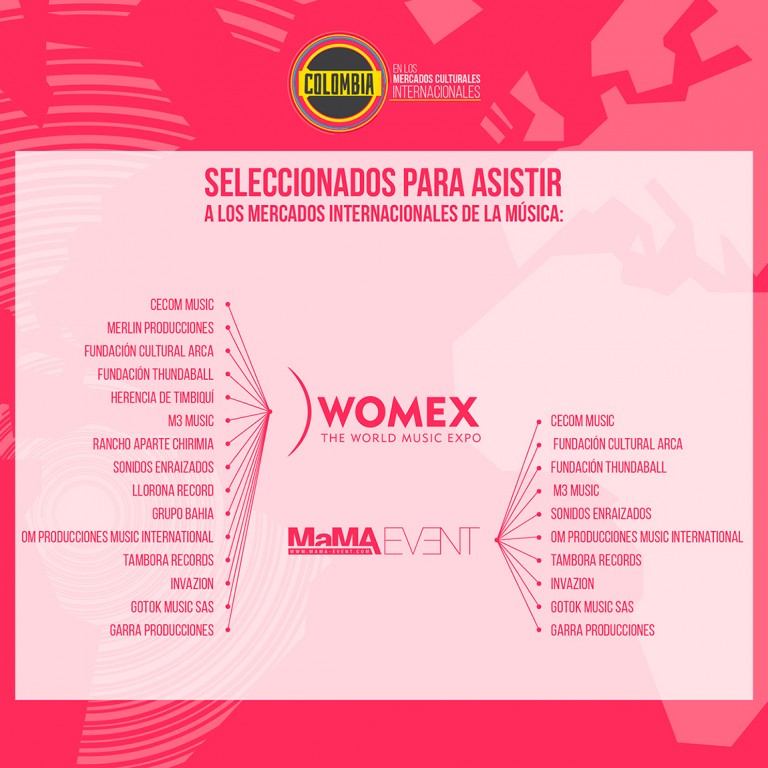 COLOMBIA
EN LOS
MERCADOS CULTURALES
INTERNACIONALES
SELECCIONADOS PARA ASISTIR
A LOS MERCADOS INTERNACIONALES DE LA MÚSICA:
CECOM MUSIC
MERLIN PRODUCCIONES
FUNDACIÓN CULTURAL ARCA
FUNDACIÓN THUNDABALL
HERENCIA DE TIMBIQUÍ
M3 MUSIC
RANCHO APARTE CHIRIMIA
SONIDOS ENRAIZADOS
LLORONA RECORD
GRUPO BAHIA
OM PRODUCCIONES MUSIC INTERNATIONAL
TAMBORA RECORDS
INVAZION
GOTOK MUSIC SAS
GARRA PRODUCCIONES
WOMEX
THE WORLD MUSIC EXPO
MaMA EVENT
WWW.MAMA-EVENT.COM
CECOM MUSIC
FUNDACIÓN CULTURAL ARCA
FUNDACIÓN THUNDABALL
M3 MUSIC
SONIDOS ENRAIZADOS
OM PRODUCCIONES MUSIC INTERNATIONAL
TAMBORA RECORDS
INVAZION
GOTOK MUSIC SAS
GARRA PRODUCCIONES